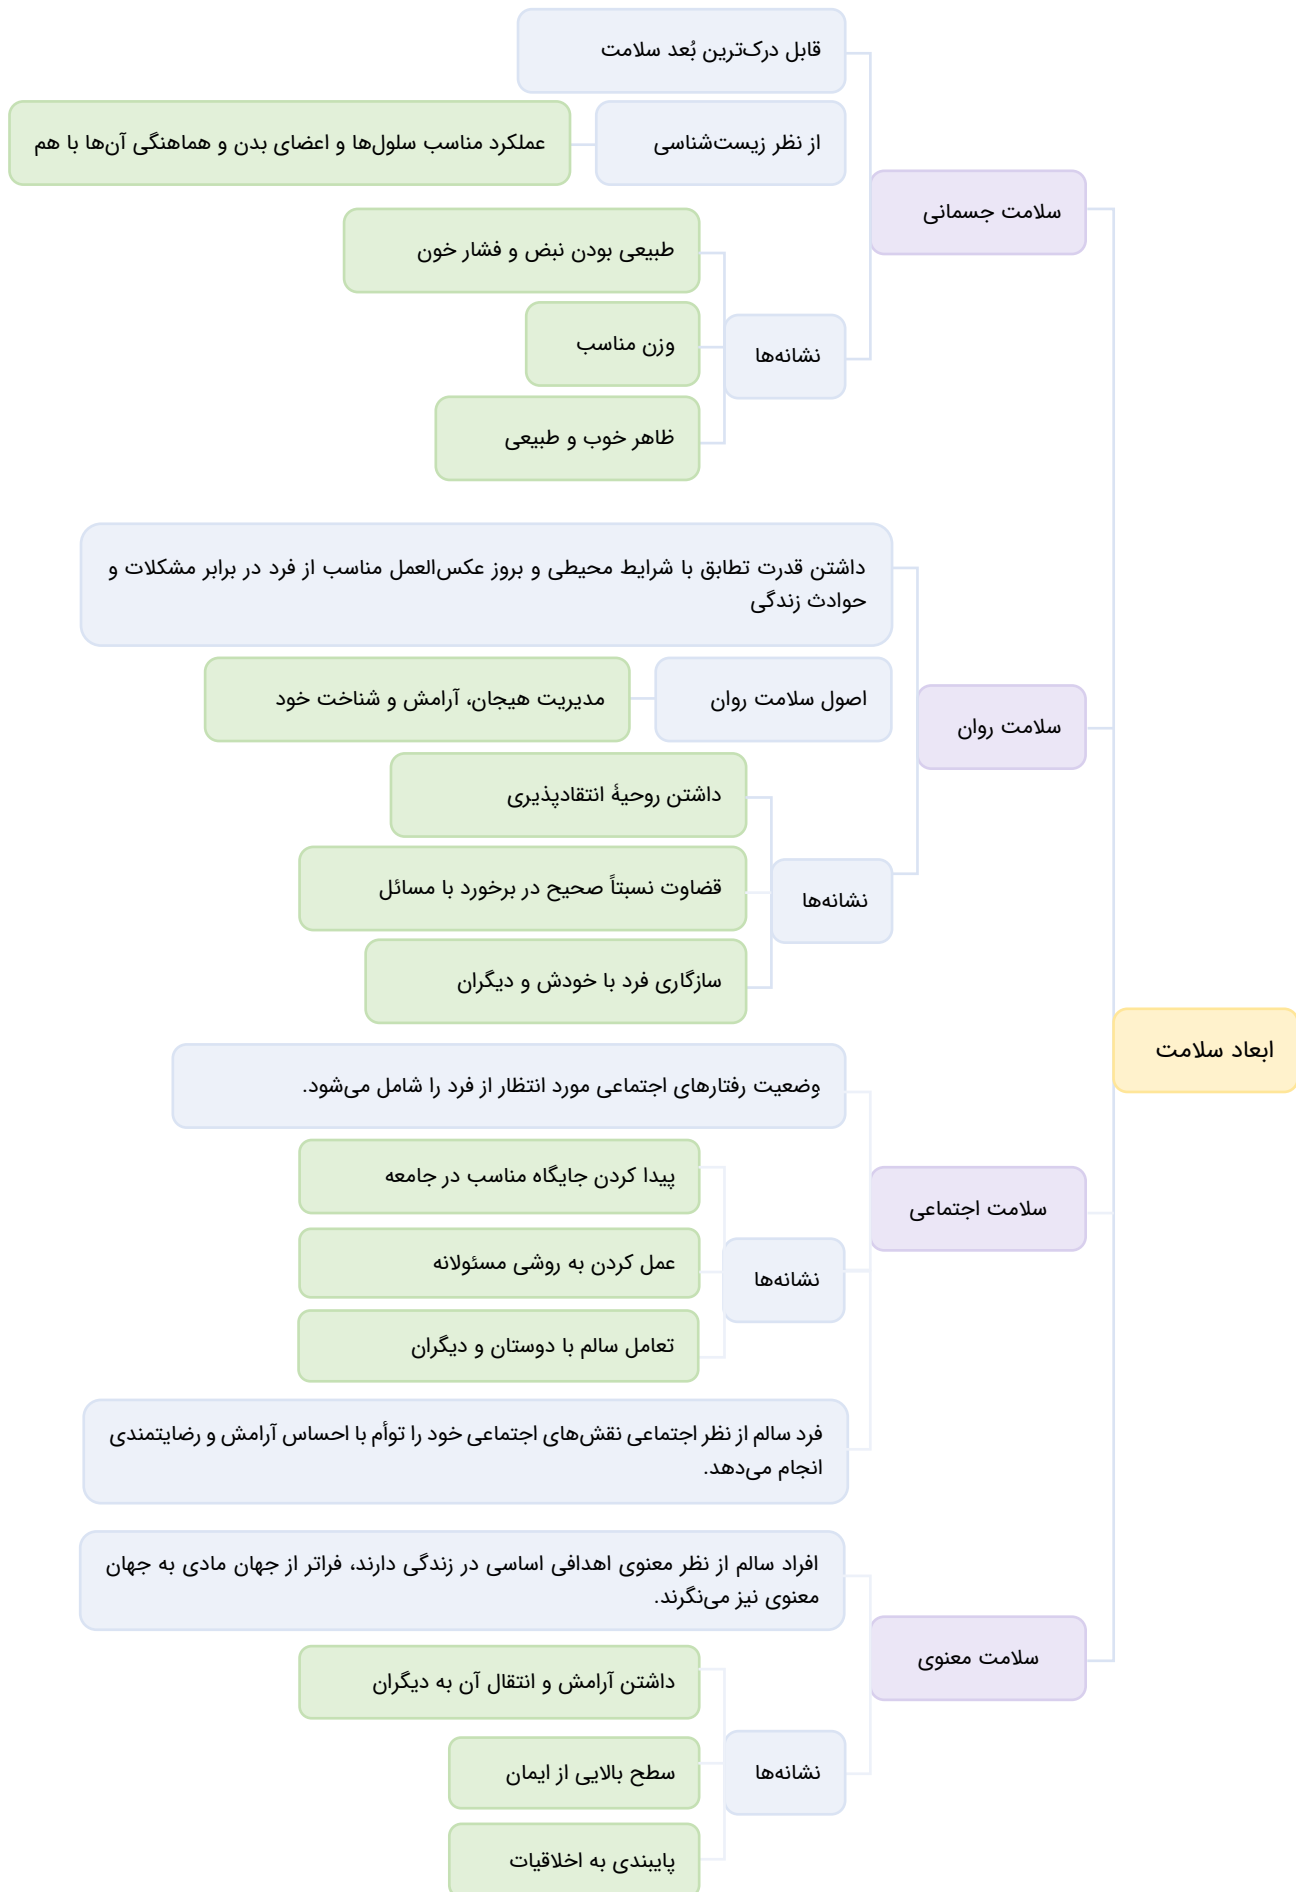 ابعاد سلامت
سلامت جسمانی
قابل درک‌ترین بُعد سلامت
از نظر زیست‌شناسی
عملکرد مناسب سلول‌ها و اعضای بدن و هماهنگی آن‌ها با هم
نشانه‌ها
طبیعی بودن نبض و فشار خون
وزن مناسب
ظاهر خوب و طبیعی
سلامت روان
داشتن قدرت تطابق با شرایط محیطی و بروز عکس‌العمل مناسب از فرد در برابر مشکلات و
حوادث زندگی
اصول سلامت روان
مدیریت هیجان، آرامش و شناخت خود
نشانه‌ها
داشتن روحیهٔ انتقادپذیری
قضاوت نسبتاً صحیح در برخورد با مسائل
سازگاری فرد با خودش و دیگران
سلامت اجتماعی
وضعیت رفتارهای اجتماعی مورد انتظار از فرد را شامل می‌شود.
نشانه‌ها
پیدا کردن جایگاه مناسب در جامعه
عمل کردن به روشی مسئولانه
تعامل سالم با دوستان و دیگران
فرد سالم از نظر اجتماعی نقش‌های اجتماعی خود را توأم با احساس آرامش و رضایتمندی
انجام می‌دهد.
سلامت معنوی
افراد سالم از نظر معنوی اهدافی اساسی در زندگی دارند، فراتر از جهان مادی به جهان
معنوی نیز می‌نگرند.
نشانه‌ها
داشتن آرامش و انتقال آن به دیگران
سطح بالایی از ایمان
پایبندی به اخلاقیات